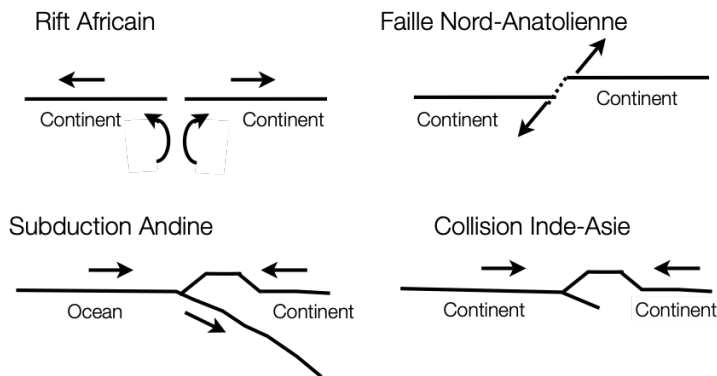 Rift Africain
Faille Nord-Anatolienne
Continent
Continent
Continent
Continent
Subduction Andine
Collision Inde-Asie
Ocean
Continent
Continent
Continent